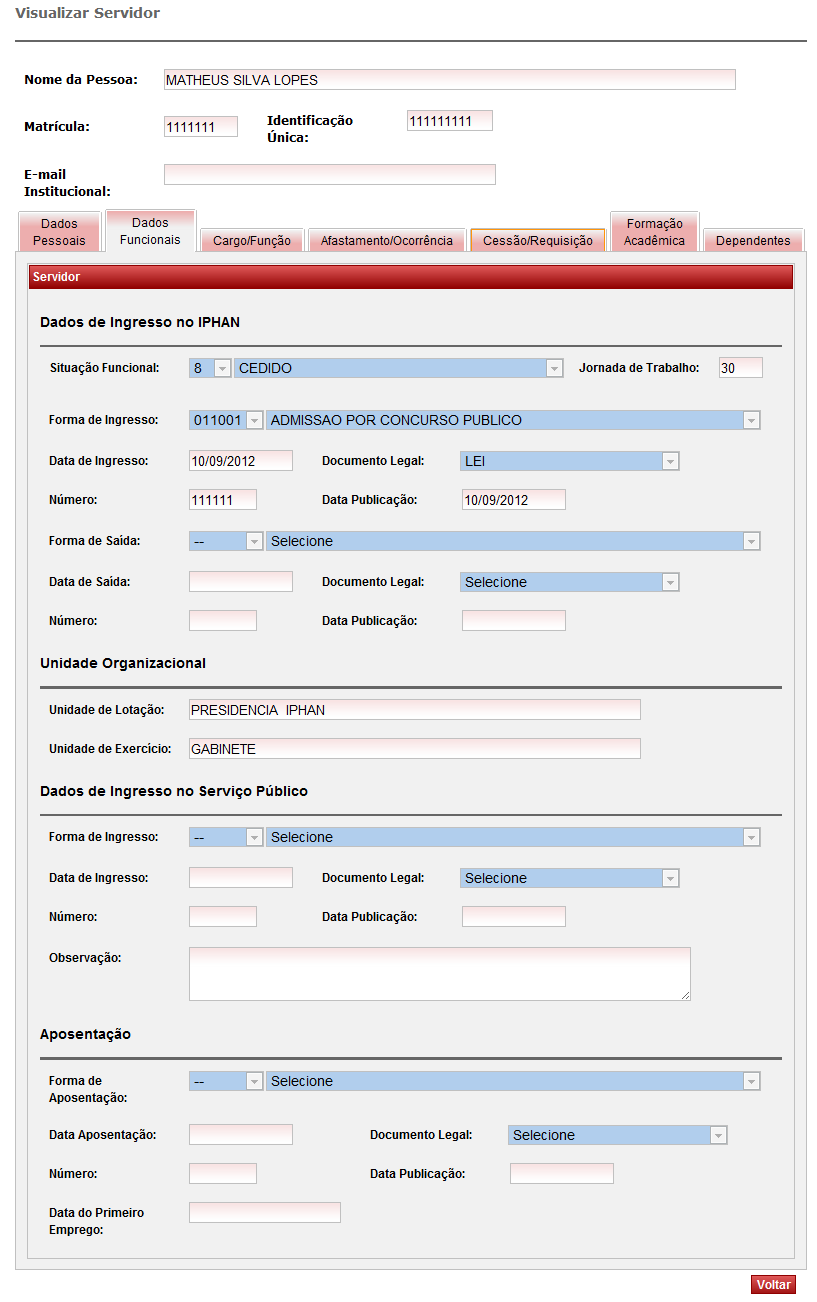 Visualizar Servidor
Nome da Pessoa: MATHEUS SILVA LOPES
Matrícula: 1111111 Identificação Única: 111111111
E-mail Institucional:
Dados Pessoais Dados Funcionais Cargo/Função Afastamento/Ocorrência Cessão/Requisição Formação Acadêmica Dependentes
Servidor
Dados de Ingresso no IPHAN
Situação Funcional: 8 CEDIDO Jornada de Trabalho: 30
Forma de Ingresso: 011001 ADMISSAO POR CONCURSO PUBLICO
Data de Ingresso: 10/09/2012 Documento Legal: LEI
Número: 111111 Data Publicação: 10/09/2012
Forma de Saída: -- Selecione
Data de Saída: Documento Legal: Selecione
Número: Data Publicação:
Unidade Organizacional
Unidade de Lotação: PRESIDENCIA IPHAN
Unidade de Exercício: GABINETE
Dados de Ingresso no Serviço Público
Forma de Ingresso: -- Selecione
Data de Ingresso: Documento Legal: Selecione
Número: Data Publicação:
Observação:
Aposentação
Forma de Aposentação: -- Selecione
Data Aposentação: Documento Legal: Selecione
Número: Data Publicação:
Data do Primeiro Emprego:
Voltar